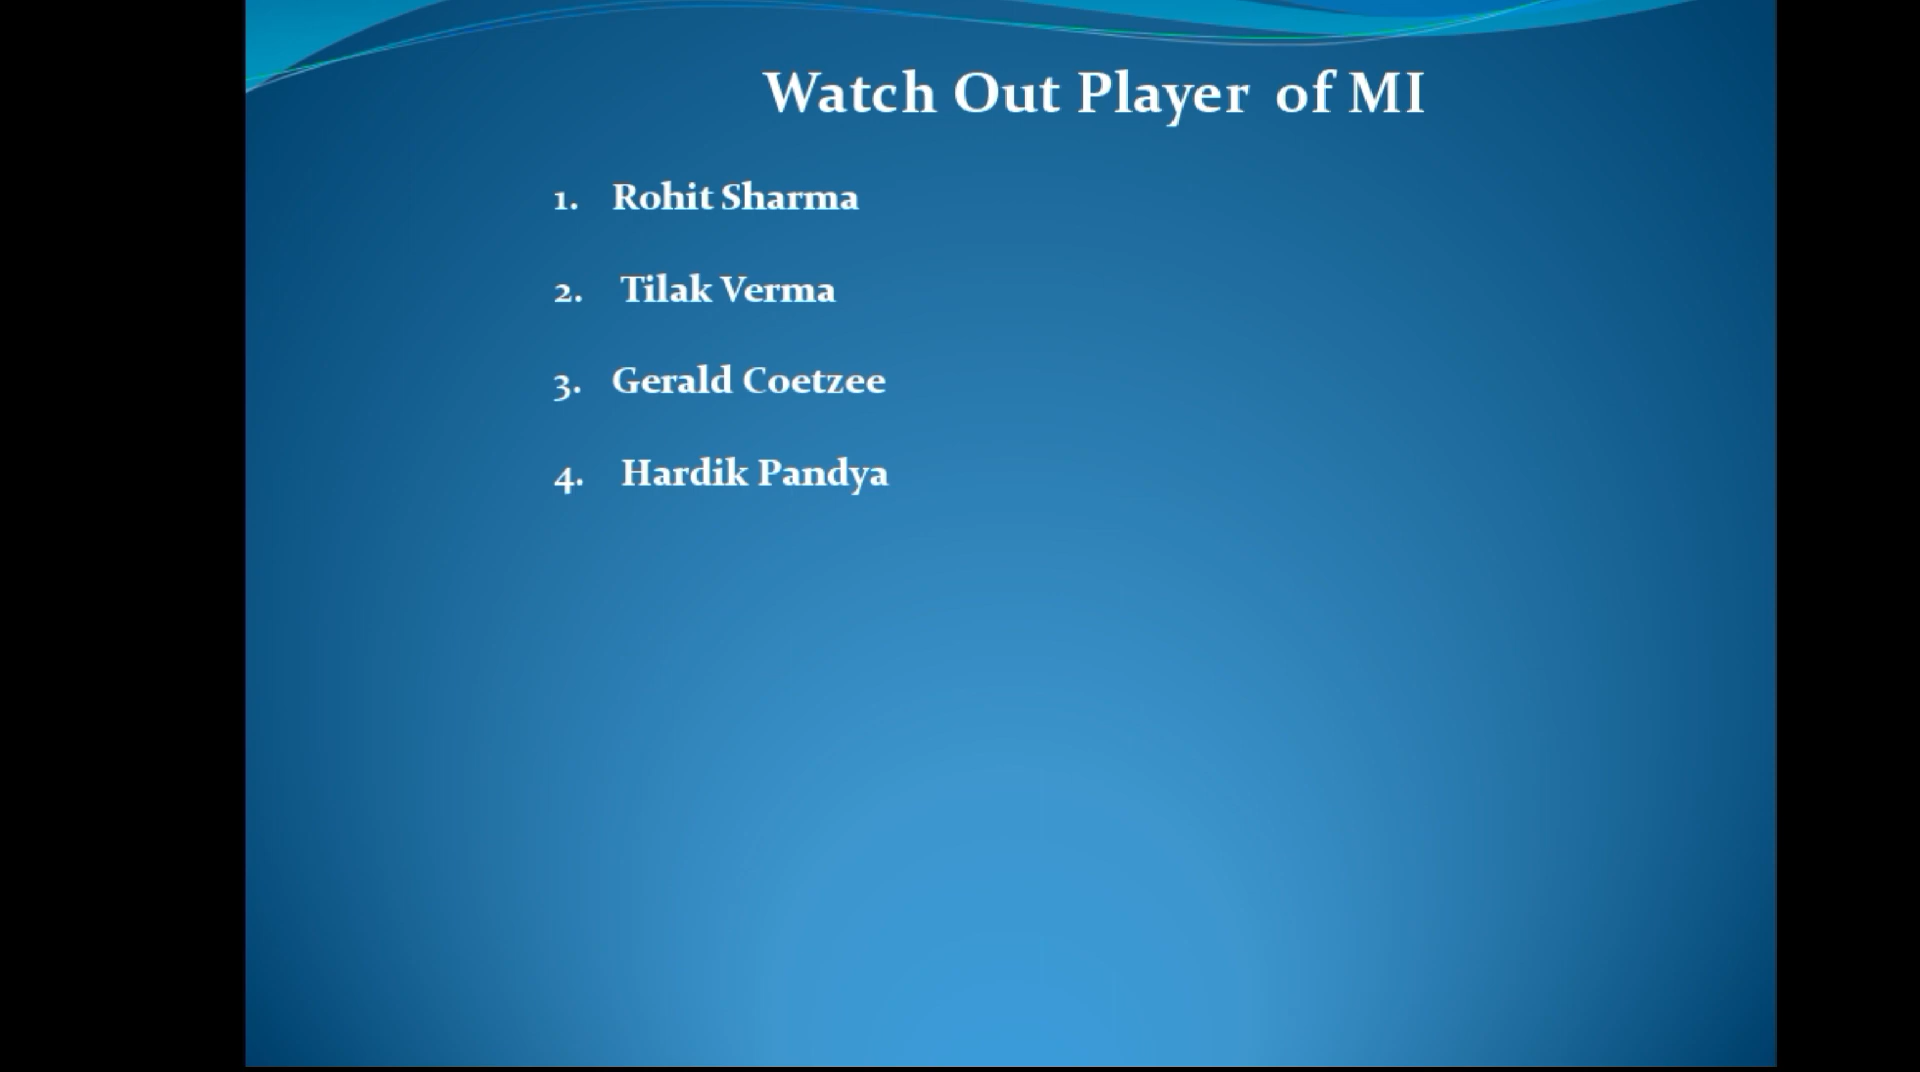 Watch Out Player of MI
1. Rohit Sharma
2. Tilak Verma
3. Gerald Coetzee
4. Hardik Pandya